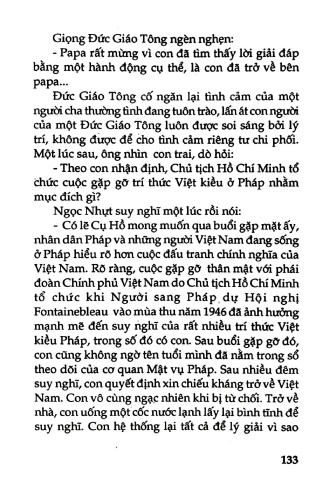 Giọng Đức Giáo Tông ngèn nghẹn:
- Papa rất mừng vì con đã tìm thấy lời giải đáp
bằng một hành động cụ thể, là con đã trở về bên
papa...
Đức Giáo Tông cố ngăn lại tình cảm của một
người cha thường tình đang tuôn trào, lấn át con người
của một Đức Giáo Tông luôn được soi sáng bởi lý
trí, không được để cho tình cảm riêng tư chi phối.
Một lúc sau, ông nhìn con trai, dò hỏi:
- Theo con nhận định, Chủ tịch Hồ Chí Minh tổ
chức cuộc gặp gỡ trí thức Việt kiều ở Pháp nhằm
mục đích gì?
Ngọc Nhựt suy nghĩ một lúc rồi nói:
- Có lẽ Cụ Hồ mong muốn qua buổi gặp mặt ấy,
nhân dân Pháp và những người Việt Nam đang sống
ở Pháp hiểu rõ hơn cuộc đấu tranh chính nghĩa của
Việt Nam. Rõ ràng, cuộc gặp gỡ thân mật với phái
đoàn Chính phủ Việt Nam do Chủ tịch Hồ Chí Minh
tổ chức khi Người sang Pháp dự Hội nghị
Fontainebleau vào mùa thu năm 1946 đã ảnh hưởng
mạnh mẽ đến suy nghĩ của rất nhiều trí thức Việt
kiều Pháp, trong số đó có con. Sau buổi gặp gỡ đó,
con cũng không ngờ tên tuổi mình đã nằm trong sổ
theo dõi của cơ quan Mật vụ Pháp. Sau nhiều đêm
suy nghĩ, con quyết định xin chiếu kháng trở về Việt
Nam. Con vô cùng ngạc nhiên khi bị từ chối. Trở về
nhà, con uống một cốc nước lạnh lấy lại bình tĩnh để
suy nghĩ. Con hệ thống lại tất cả để lý giải vì sao
133